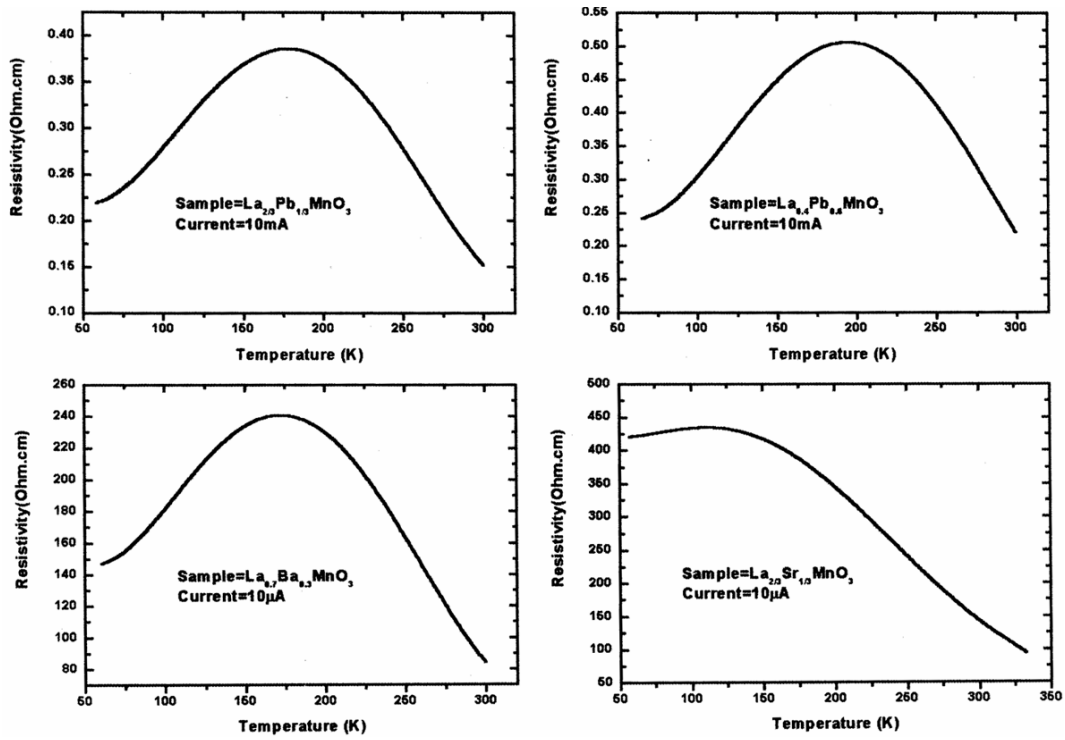 0.40
0.35
0.30
0.25
0.20
0.15
0.10
Resistivity(Ohm.cm)
Sample=La₂/₃Pb₁/₃MnO₃
Current=10mA
50 100 150 200 250 300
Temperature (K)
0.55
0.50
0.45
0.40
0.35
0.30
0.25
0.20
0.15
0.10
Resistivity(Ohm.cm)
Sample=La₀.₄Pb₀.₆MnO₃
Current=10mA
50 100 150 200 250 300
Temperature (K)
260
240
220
200
180
160
140
120
100
80
Resistivity(Ohm.cm)
Sample=La₀.₇Ba₀.₃MnO₃
Current=10µA
50 100 150 200 250 300
Temperature (K)
500
450
400
350
300
250
200
150
100
50
Resistivity(Ohm.cm)
Sample=La₂/₃Sr₁/₃MnO₃
Current=10µA
50 100 150 200 250 300 350
Temperature (K)